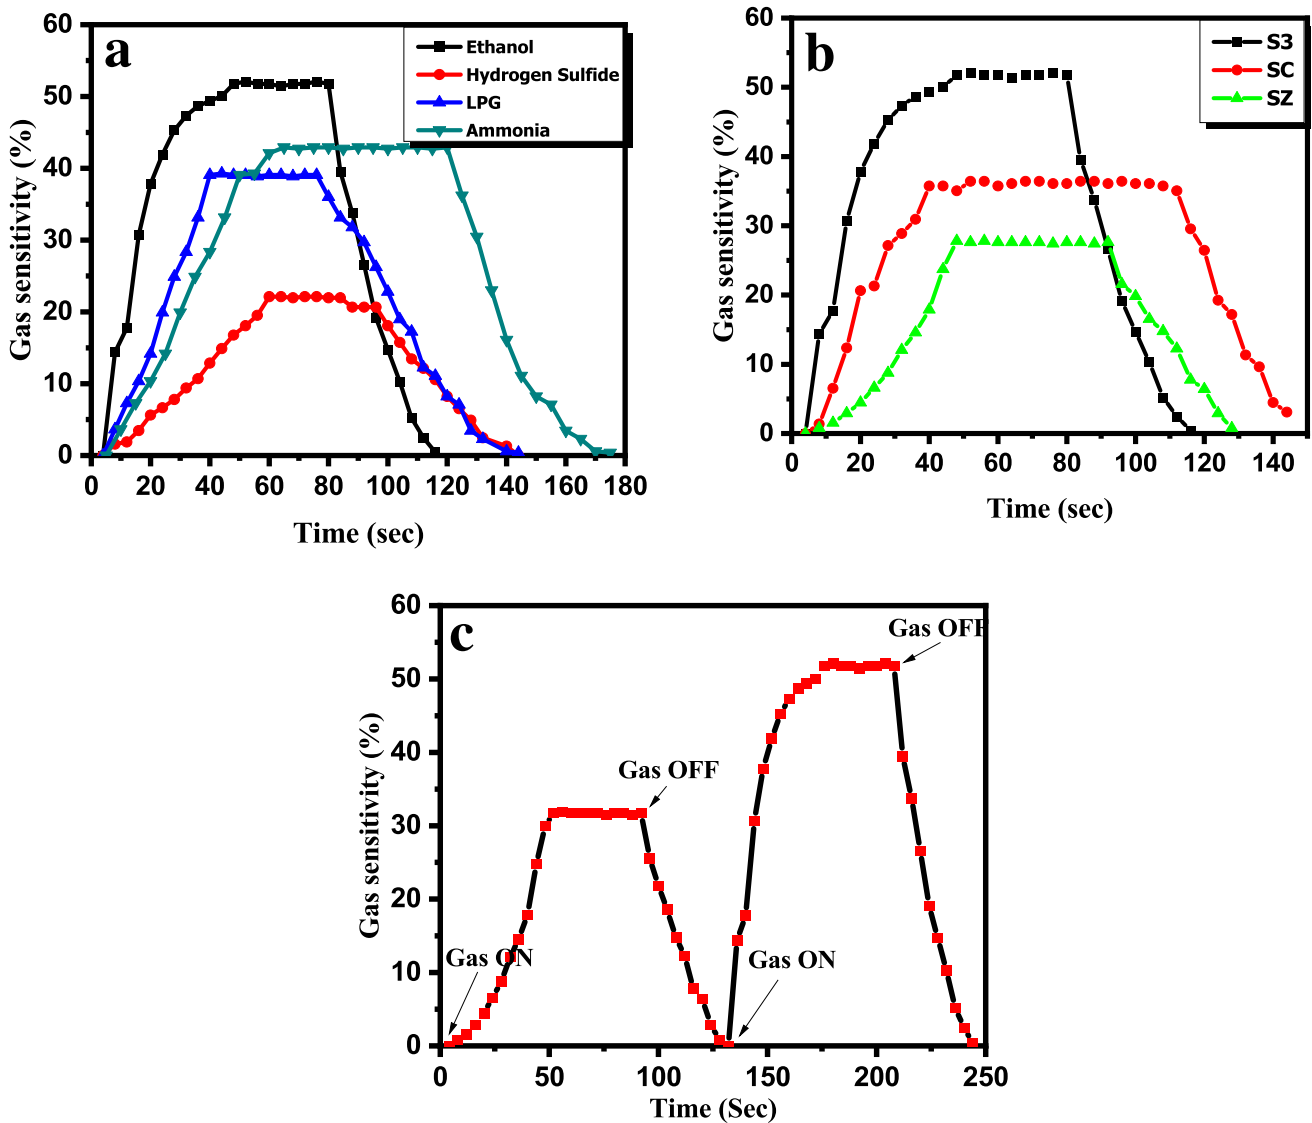 a
60
50
40
30
20
10
0
Gas sensitivity (%)
Ethanol
Hydrogen Sulfide
LPG
Ammonia
0 20 40 60 80 100 120 140 160 180
Time (sec)
b
60
50
40
30
20
10
0
Gas sensitivity (%)
S3
SC
SZ
0 20 40 60 80 100 120 140
Time (sec)
c
60
50
40
30
20
10
0
Gas sensitivity (%)
Gas OFF
Gas OFF
Gas ON
Gas ON
0 50 100 150 200 250
Time (Sec)